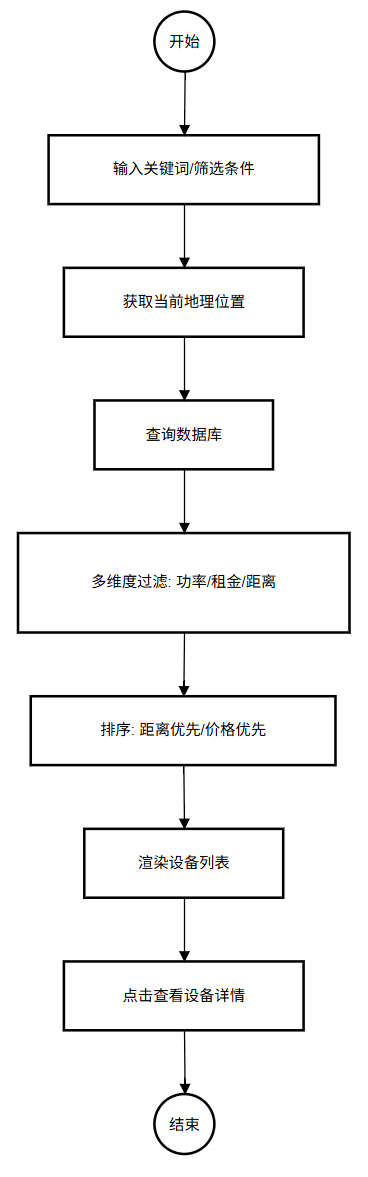 开始
输入关键词/筛选条件
获取当前地理位置
查询数据库
多维度过滤: 功率/租金/距离
排序: 距离优先/价格优先
渲染设备列表
点击查看设备详情
结束